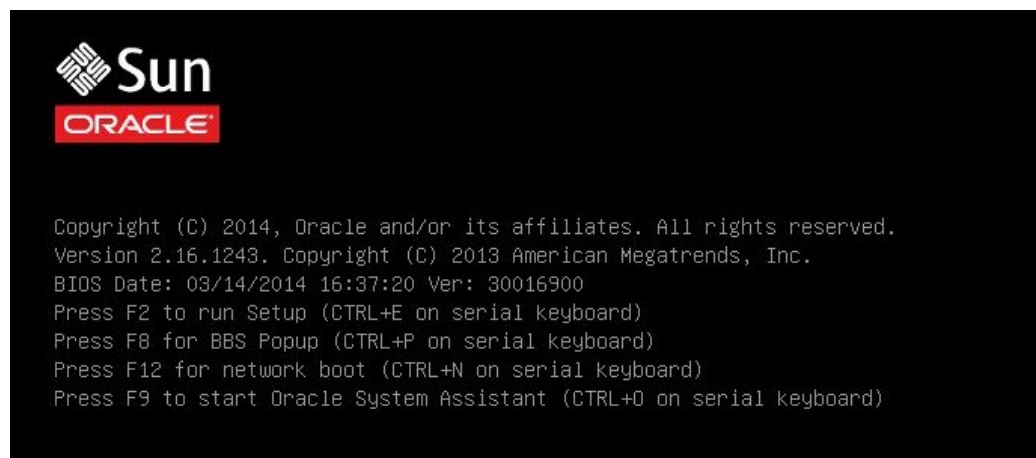 Sun
ORACLE
Copyright (C) 2014, Oracle and/or its affiliates. All rights reserved.
Version 2.16.1243. Copyright (C) 2013 American Megatrends, Inc.
BIOS Date: 03/14/2014 16:37:20 Ver: 30016900
Press F2 to run Setup (CTRL+E on serial keyboard)
Press F8 for BBS Popup (CTRL+P on serial keyboard)
Press F12 for network boot (CTRL+N on serial keyboard)
Press F9 to start Oracle System Assistant (CTRL+O on serial keyboard)